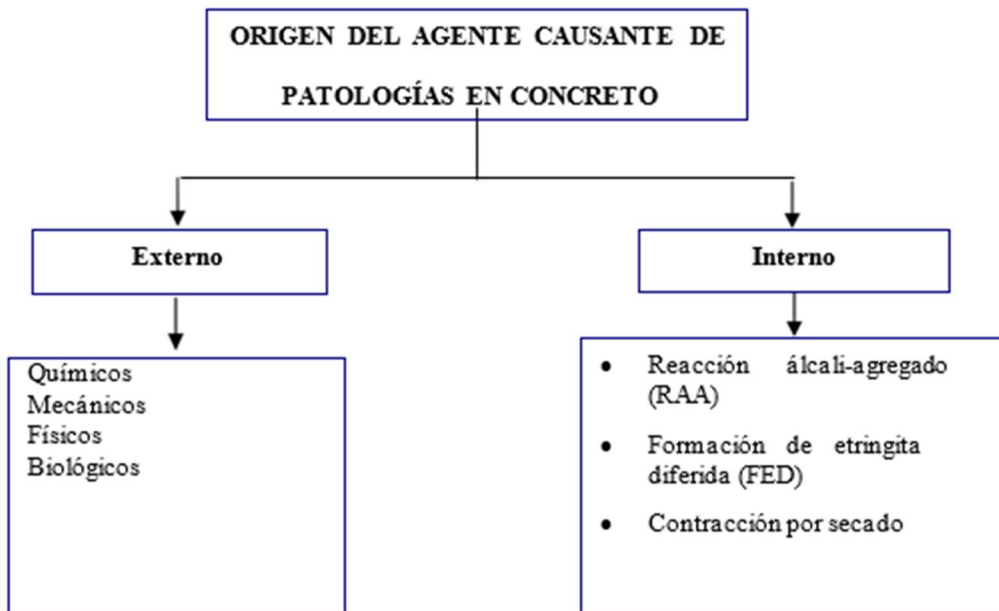 ORIGEN DEL AGENTE CAUSANTE DE
PATOLOGÍAS EN CONCRETO
Externo
Interno
Químicos
Mecánicos
Físicos
Biológicos
• Reacción álcali-agregado
(RAA)
• Formación de etringita
diferida (FED)
• Contracción por secado